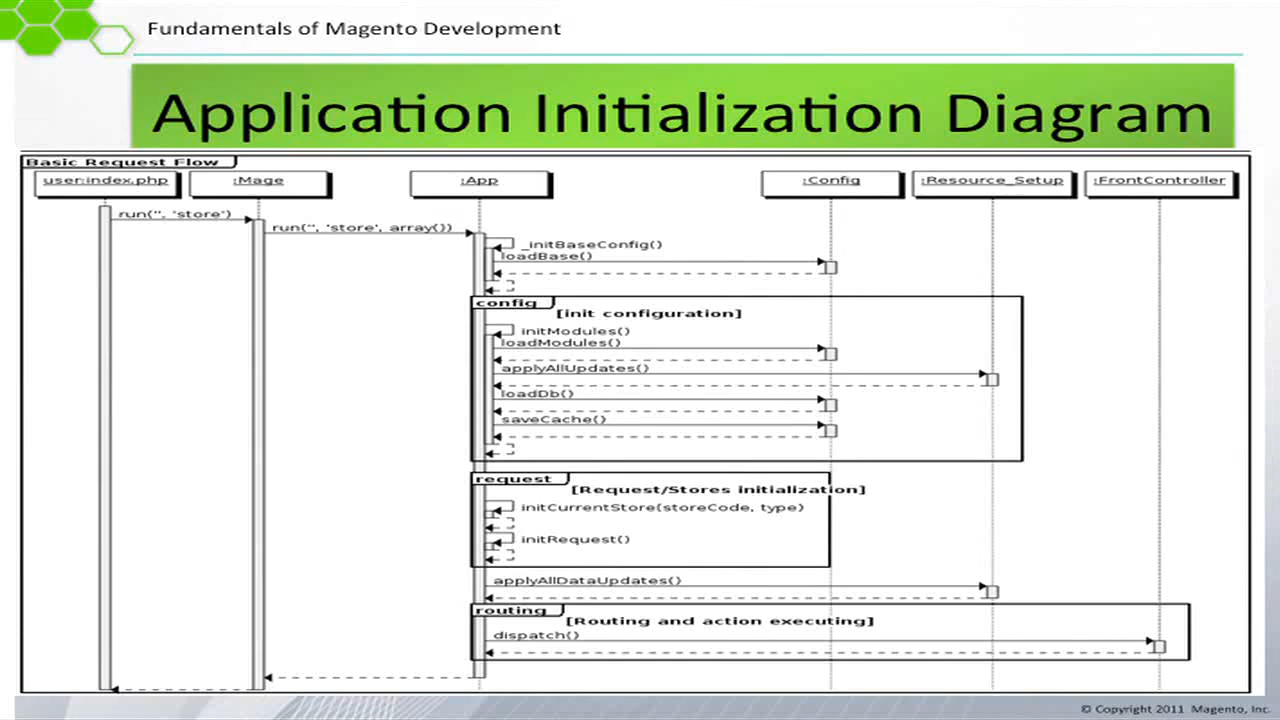 Fundamentals of Magento Development
Application Initialization Diagram
Basic Request Flow
user:index.php :Mage :App :Config :Resource_Setup :FrontController
run('', 'store')
run('', 'store', array())
_initBaseConfig()
loadBase()
config
[init configuration]
initModules()
loadModules()
applyAllUpdates()
loadDb()
saveCache()
request
[Request/Stores initialization]
initCurrentStore(storeCode, type)
initRequest()
applyAllDataUpdates()
routing
[Routing and action executing]
dispatch()
© Copyright 2011 Magento, Inc.